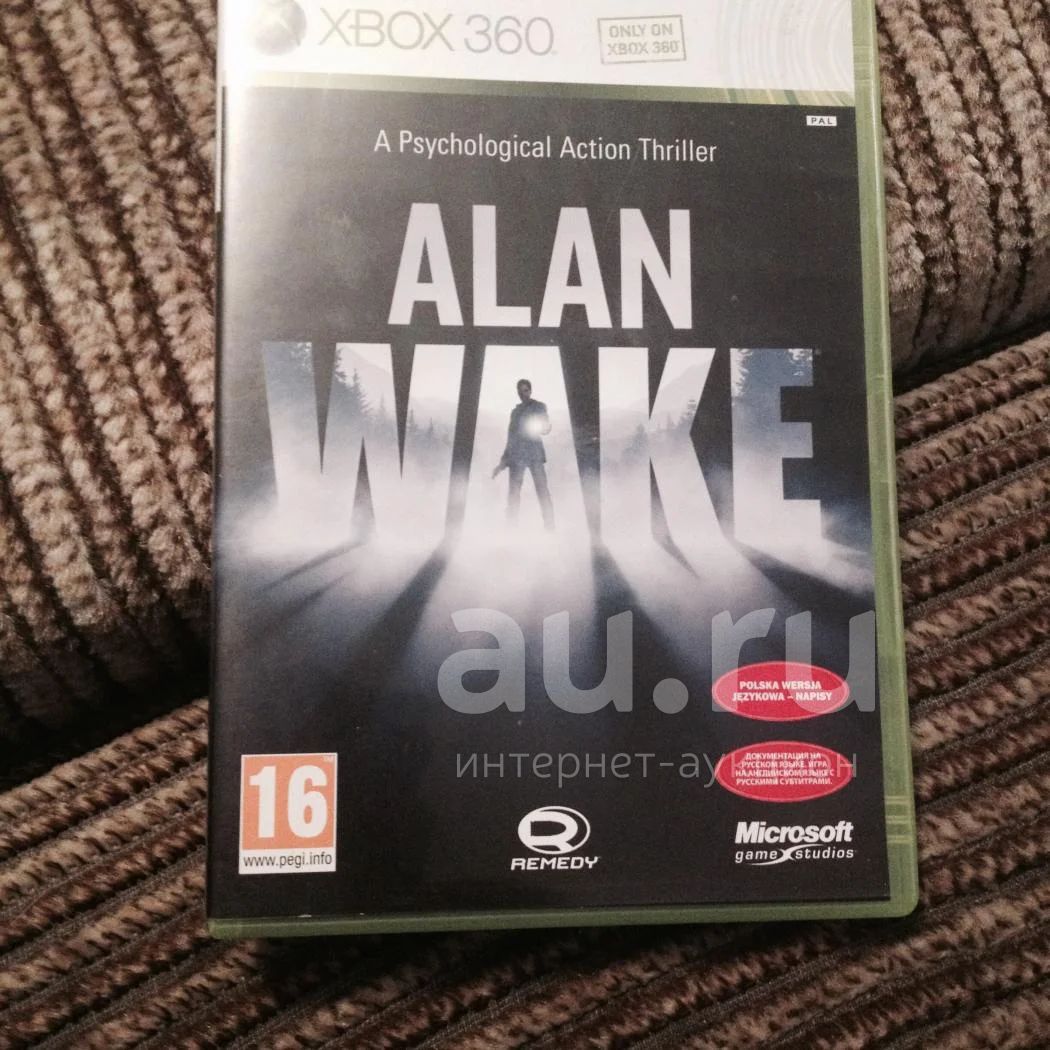 XBOX 360
ONLY ON
XBOX 360
PAL
A Psychological Action Thriller
ALAN
WAKE
au.ru
интернет-аукцион
POLSKA WERSJA
JĘZYKOWA – NAPISY
ДОКУМЕНТАЦИЯ НА
РУССКОМ ЯЗЫКЕ. ИГРА
НА АНГЛИЙСКОМ ЯЗЫКЕ С
РУССКИМИ СУБТИТРАМИ.
16
www.pegi.info
REMEDY
Microsoft
game studios